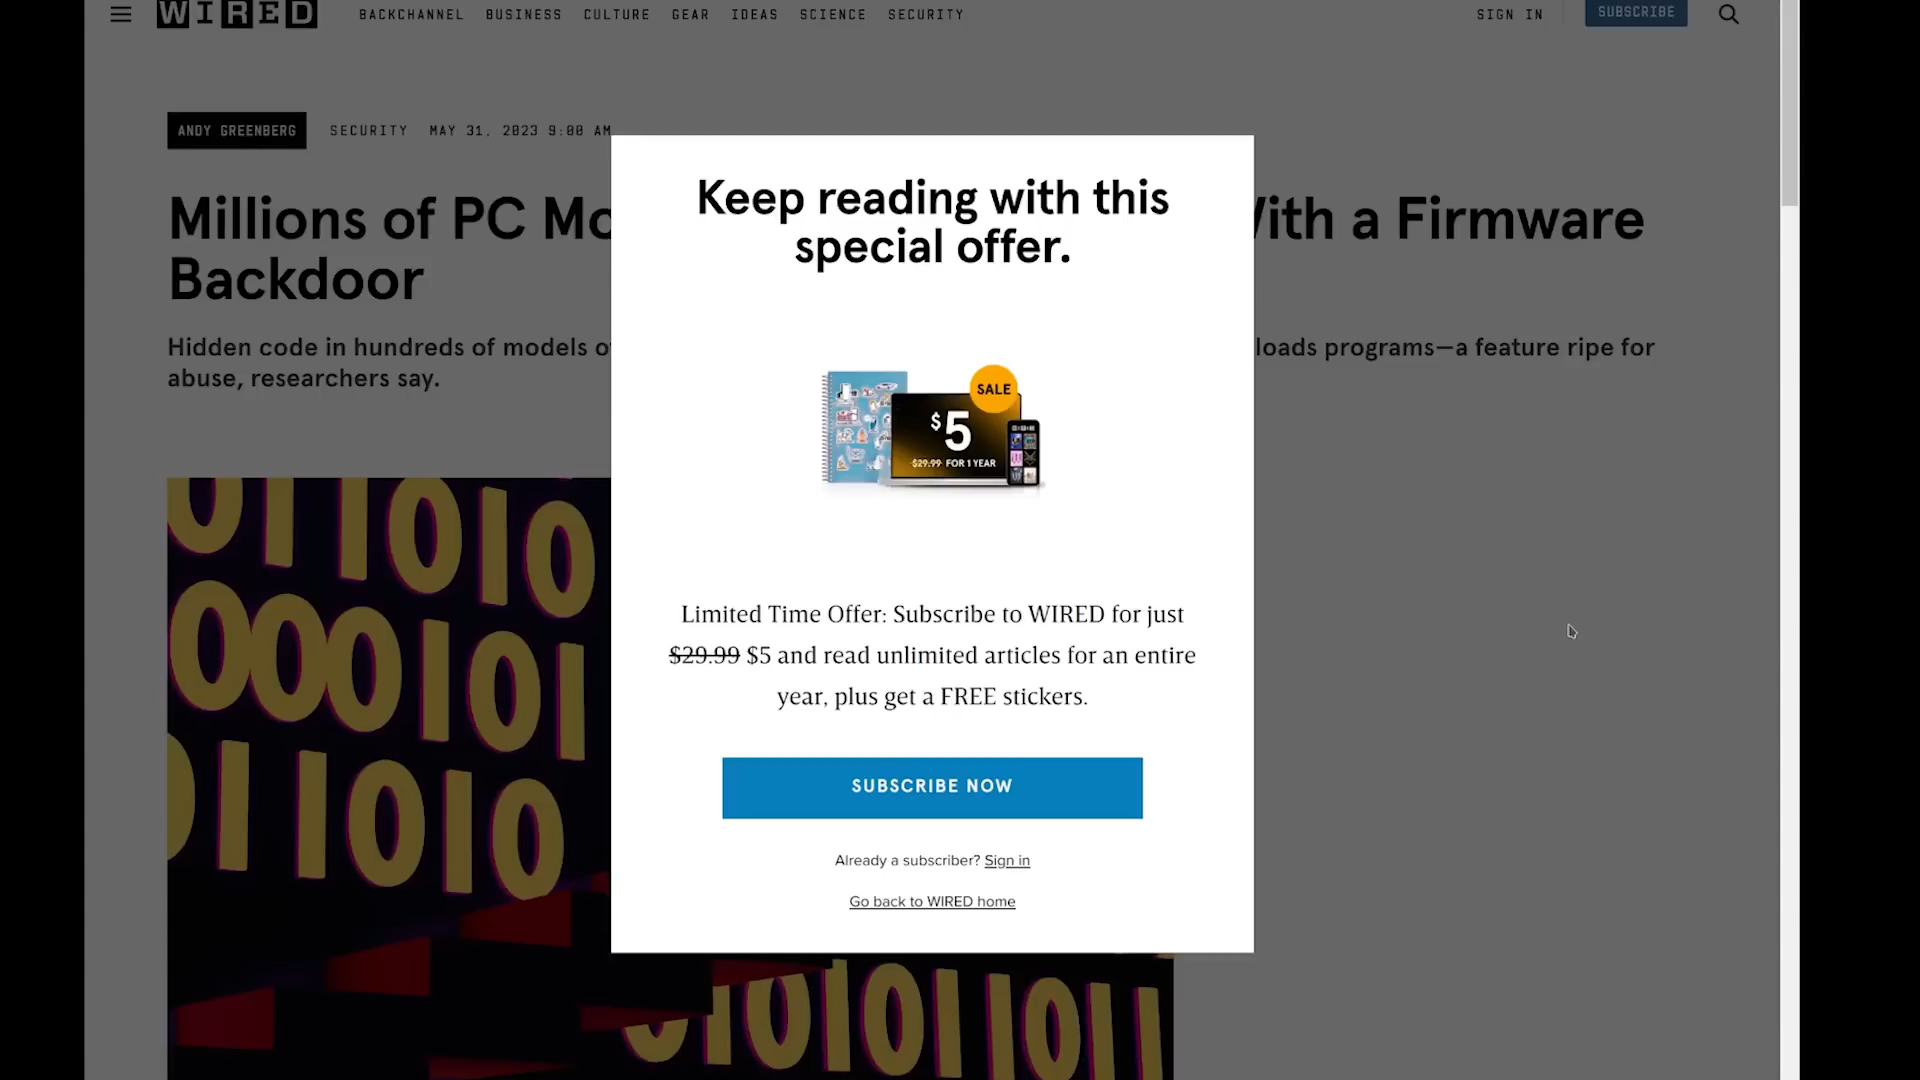 WIRED
BACKCHANNEL BUSINESS CULTURE GEAR IDEAS SCIENCE SECURITY
SIGN IN
SUBSCRIBE
ANDY GREENBERG
SECURITY
MAY 31, 2023 9:00 AM
Millions of PC Mo
ith a Firmware
Backdoor
Hidden code in hundreds of models o
loads programs—a feature ripe for
abuse, researchers say.
Keep reading with this
special offer.
SALE
$5
$29.99 FOR 1 YEAR
Limited Time Offer: Subscribe to WIRED for just
$29.99 $5 and read unlimited articles for an entire
year, plus get a FREE stickers.
SUBSCRIBE NOW
Already a subscriber? Sign in
Go back to WIRED home